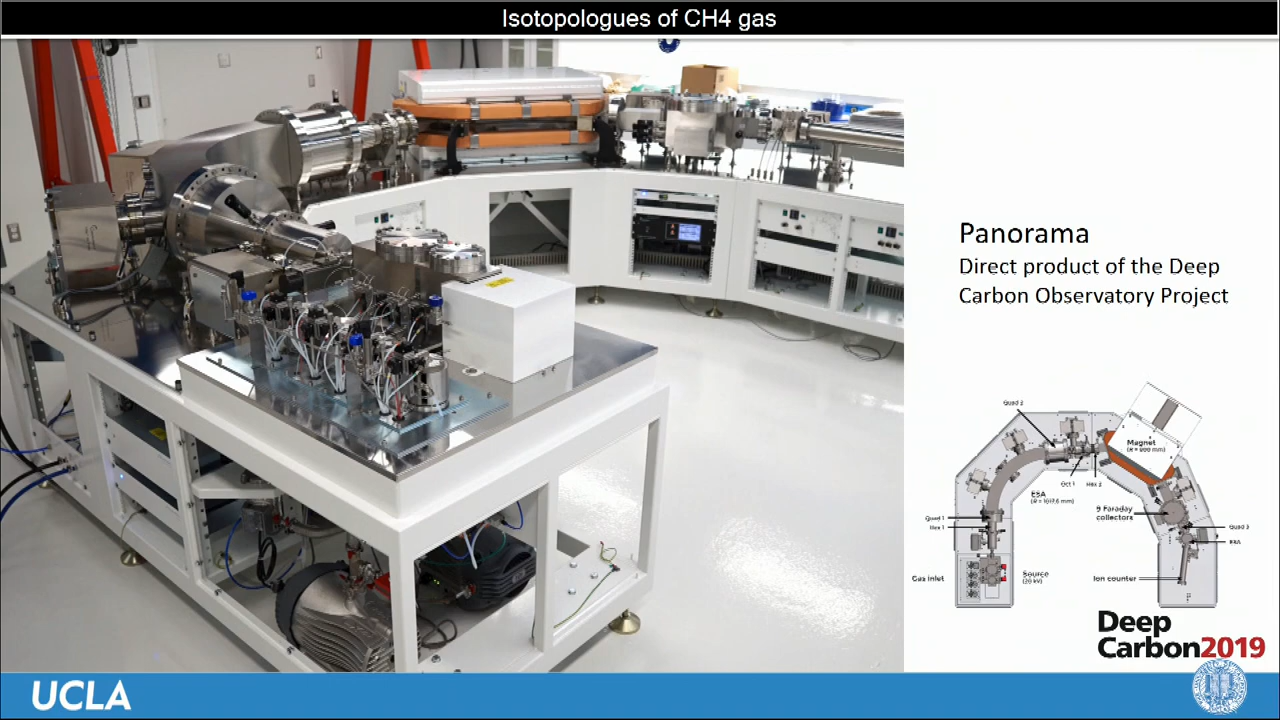 Isotopologues of CH4 gas
Panorama
Direct product of the Deep
Carbon Observatory Project
Quad 2
Magnet
Oct 1
Hex 2
ESA
9 Faraday
collectors
Quad 1
Hex 1
Quad 3
ESA
Gas inlet
Source
(20 kV)
Ion counter
Deep
Carbon2019
UCLA